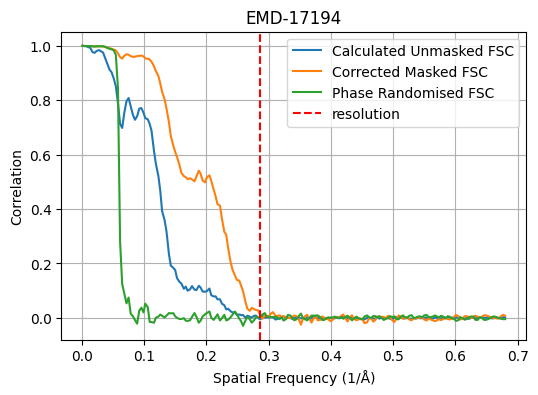 EMD-17194
Calculated Unmasked FSC
Corrected Masked FSC
Phase Randomised FSC
resolution
Correlation
1.0
0.8
0.6
0.4
0.2
0.0
0.0 0.1 0.2 0.3 0.4 0.5 0.6 0.7
Spatial Frequency (1/Å)